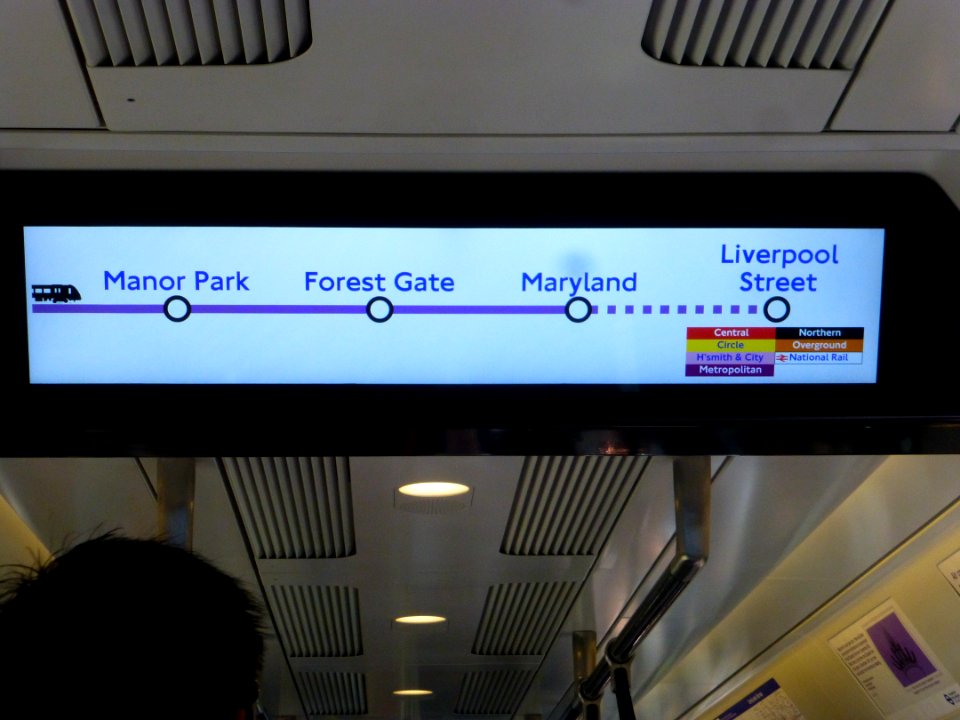 Manor Park
Forest Gate
Maryland
Liverpool
Street
Central
Northern
Circle
Overground
H'smith & City
National Rail
Metropolitan